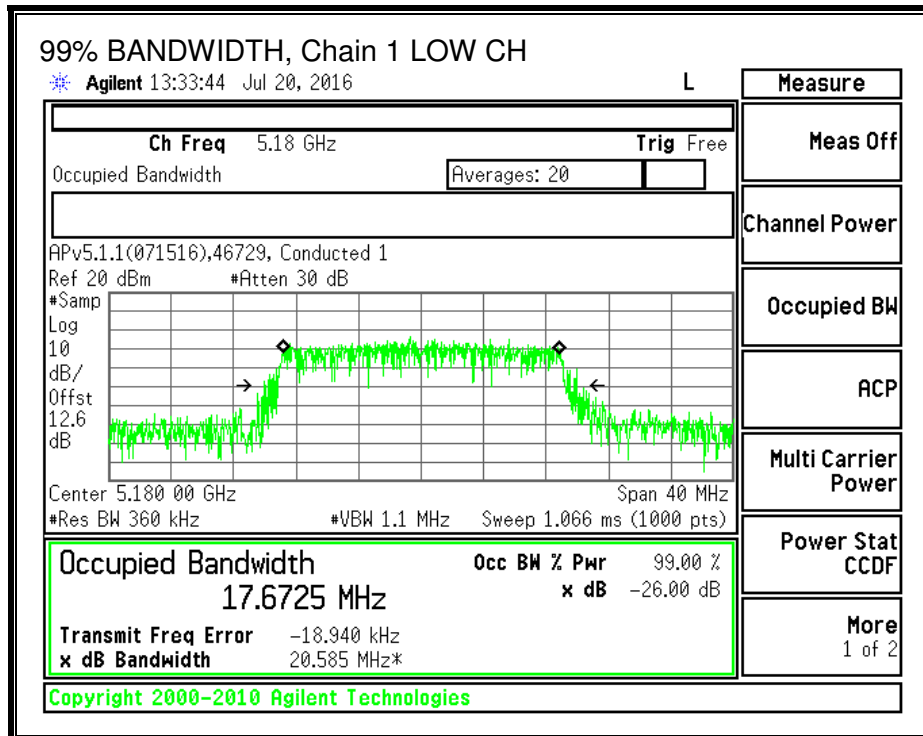 99% BANDWIDTH, Chain 1 LOW CH
Agilent 13:33:44 Jul 20, 2016 L
Measure
Ch Freq 5.18 GHz Trig Free
Occupied Bandwidth Averages: 20
Meas Off
Channel Power
APv5.1.1(071516),46729, Conducted 1
Ref 20 dBm #Atten 30 dB
#Samp
Log
10
dB/
Offst
12.6
dB
Occupied BW
ACP
Center 5.180 00 GHz Span 40 MHz
#Res BW 360 kHz #VBW 1.1 MHz Sweep 1.066 ms (1000 pts)
Multi Carrier
Power
Occupied Bandwidth Occ BW % Pwr 99.00 %
17.6725 MHz x dB -26.00 dB
Transmit Freq Error -18.940 kHz
x dB Bandwidth 20.585 MHz*
Power Stat
CCDF
More
1 of 2
Copyright 2000-2010 Agilent Technologies